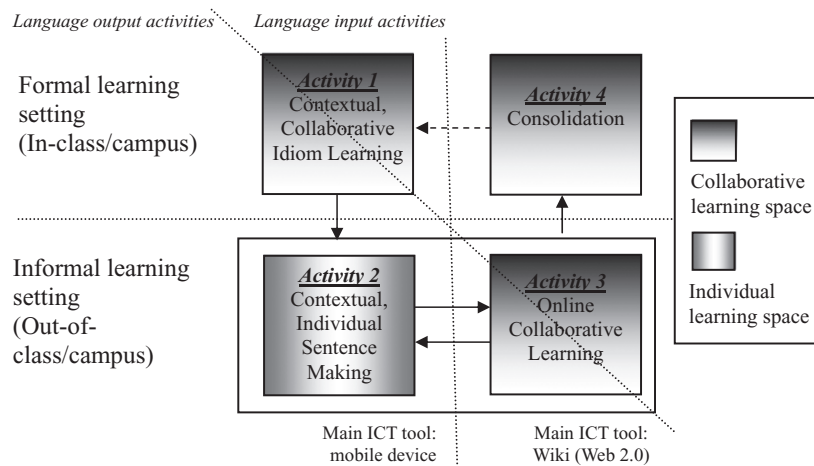 Language output activities
Language input activities
Formal learning
setting
(In-class/campus)
Activity 1
Contextual,
Collaborative
Idiom Learning
Activity 4
Consolidation
Collaborative
learning space
Individual
learning space
Informal learning
setting
(Out-of-
class/campus)
Activity 2
Contextual,
Individual
Sentence
Making
Activity 3
Online
Collaborative
Learning
Main ICT tool:
mobile device
Main ICT tool:
Wiki (Web 2.0)